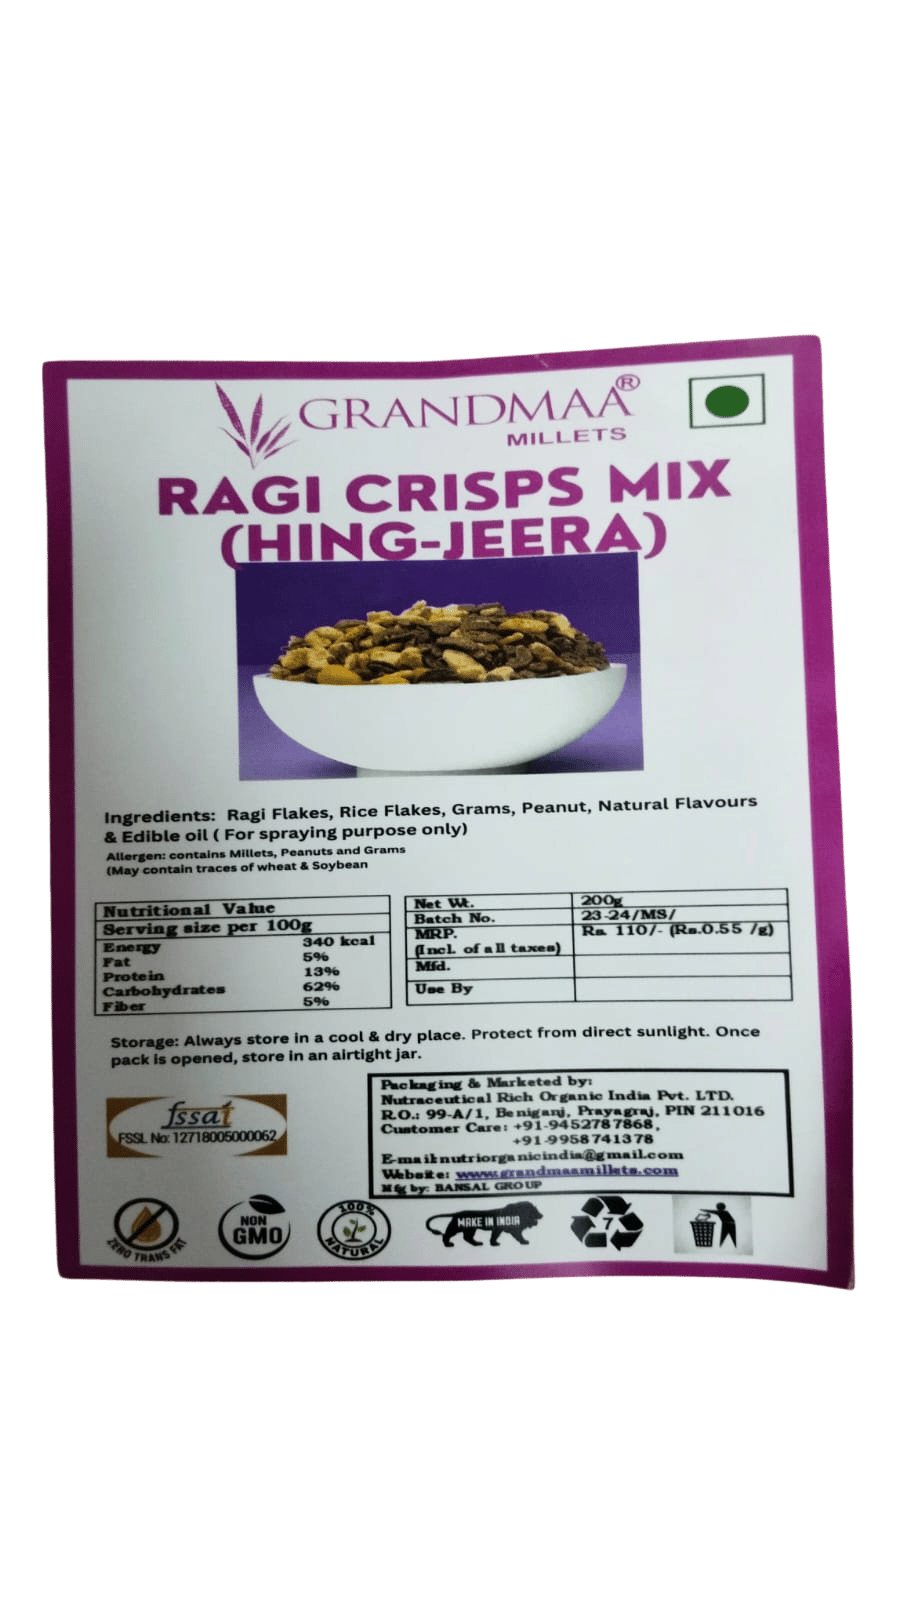 GRANDMAA®
MILLETS
RAGI CRISPS MIX
(HING-JEERA)
Ingredients: Ragi Flakes, Rice Flakes, Grams, Peanut, Natural Flavours
& Edible oil ( For spraying purpose only)
Allergen: contains Millets, Peanuts and Grams
(May contain traces of wheat & Soybean
Nutritional Value
Serving size per 100g
Energy 340 kcal
Fat 5%
Protein 13%
Carbohydrates 62%
Fiber 5%
Net Wt. 200g
Batch No. 23-24/MS/
MRP. Rs. 110/- (Rs.0.55 /g)
(Incl. of all taxes)
Mfd.
Use By
Storage: Always store in a cool & dry place. Protect from direct sunlight. Once
pack is opened, store in an airtight jar.
fssai
FSSL No: 12718005000062
Packaging & Marketed by:
Nutraceutical Rich Organic India Pvt. LTD.
R.O.: 99-A/1, Beniganj, Prayagraj, PIN 211016
Customer Care: +91-9452787868,
+91-9958741378
E-mail:nutriorganicindia@gmail.com
Website: www.grandmaamillets.com
Mfg by: BANSAL GROUP
ZERO TRANS FAT
NON
GMO
100%
NATURAL
MAKE IN INDIA
7